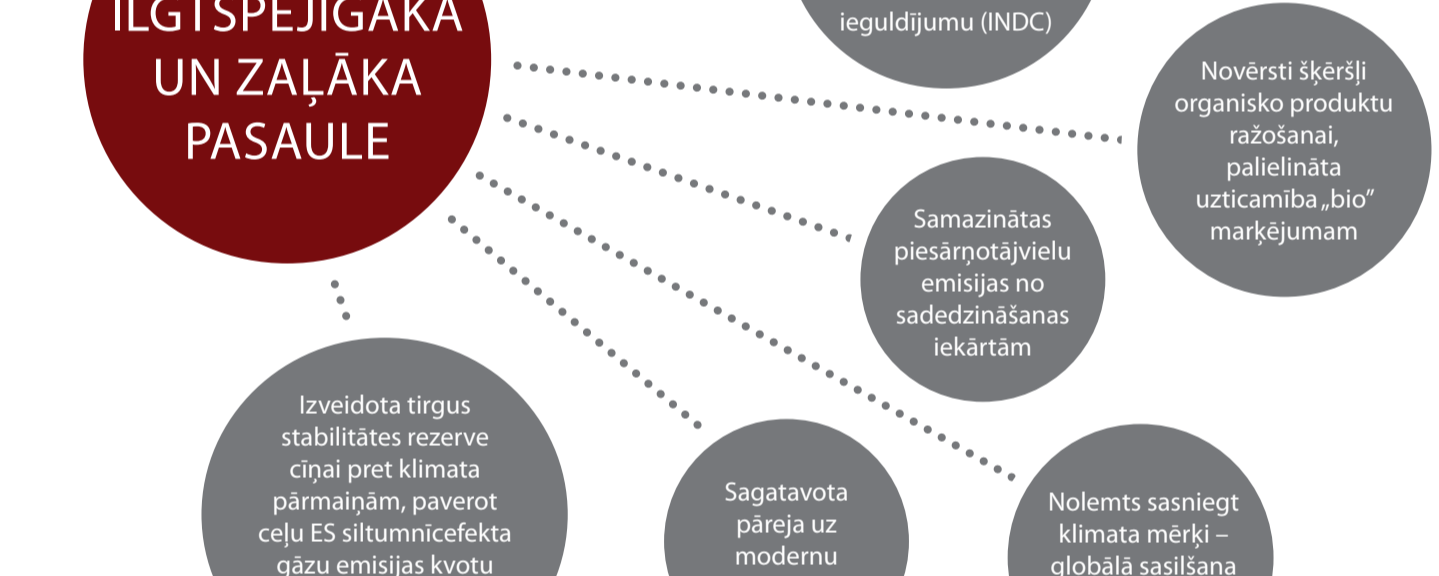 ILGTSPĒJĪGĀKA
UN ZAĻĀKA
PASAULE
ieguldījumu (INDC)
Novērsti šķēršļi
organisko produktu
ražošanai,
palielināta
uzticamība „bio”
marķējumam
Samazinātas
piesārņotājvielu
emisijas no
sadedzināšanas
iekārtām
Izveidota tirgus
stabilitātes rezerve
cīņai pret klimata
pārmaiņām, paverot
ceļu ES siltumnīcefekta
gāzu emisijas kvotu
Sagatavota
pāreja uz
modernu
Nolemts sasniegt
klimata mērķi –
globālā sasilšana